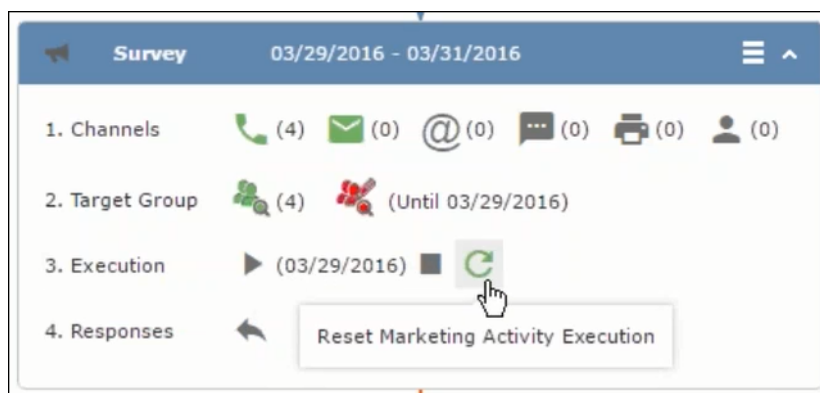 Survey 03/29/2016 - 03/31/2016
1. Channels (4) (0) @ (0) (0) (0) (0)
2. Target Group (4) (Until 03/29/2016)
3. Execution (03/29/2016)
4. Responses
Reset Marketing Activity Execution